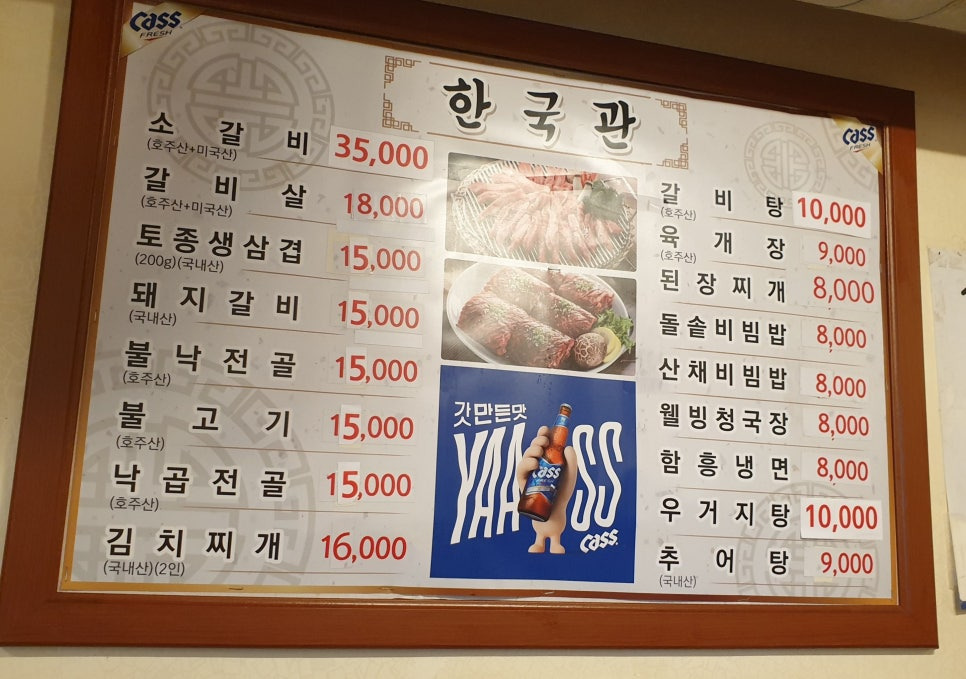 Cass
FRESH
한국관
Cass
FRESH
소갈비 35,000
(호주산+미국산)
갈비살 18,000
(호주산+미국산)
토종생삼겹 15,000
(200g)(국내산)
돼지갈비 15,000
(국내산)
불낙전골 15,000
(호주산)
불고기 15,000
(호주산)
낙곱전골 15,000
(호주산)
김치찌개 16,000
(국내산)(2인)
갓만든맛
YAA SS
Cass
Cass
갈비탕 10,000
(호주산)
육개장 9,000
(호주산)
된장찌개 8,000
돌솥비빔밥 8,000
산채비빔밥 8,000
웰빙청국장 8,000
함흥냉면 8,000
우거지탕 10,000
추어탕 9,000
(국내산)